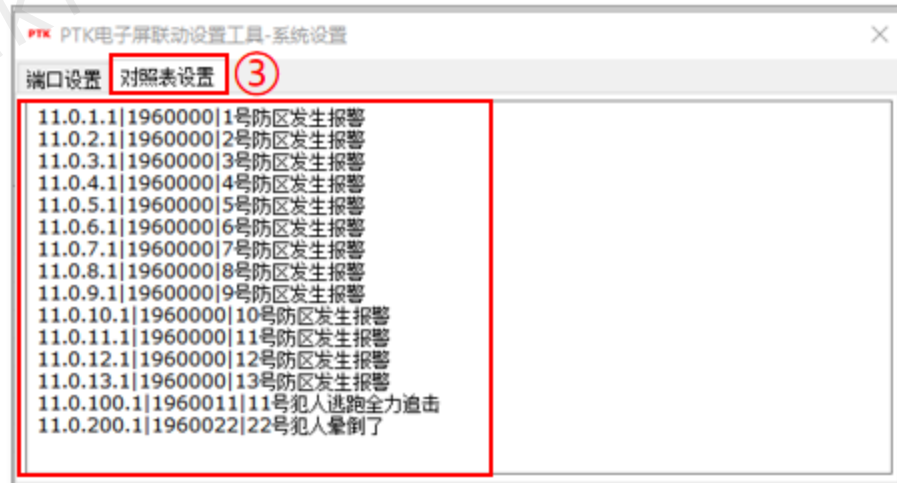 PTK PTK电子屏联动设置工具-系统设置
端口设置 对照表设置 ③
11.0.1.1|1960000|1号防区发生报警
11.0.2.1|1960000|2号防区发生报警
11.0.3.1|1960000|3号防区发生报警
11.0.4.1|1960000|4号防区发生报警
11.0.5.1|1960000|5号防区发生报警
11.0.6.1|1960000|6号防区发生报警
11.0.7.1|1960000|7号防区发生报警
11.0.8.1|1960000|8号防区发生报警
11.0.9.1|1960000|9号防区发生报警
11.0.10.1|1960000|10号防区发生报警
11.0.11.1|1960000|11号防区发生报警
11.0.12.1|1960000|12号防区发生报警
11.0.13.1|1960000|13号防区发生报警
11.0.100.1|1960011|11号犯人逃跑全力追击
11.0.200.1|1960022|22号犯人晕倒了